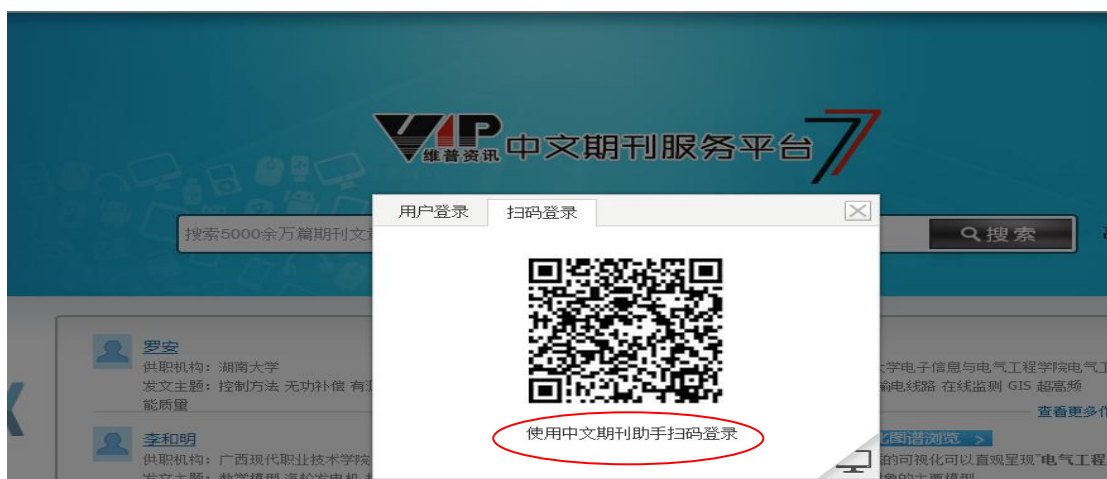 VIP
维普资讯
中文期刊服务平台7
用户登录 扫码登录
搜索5000余万篇期刊文
搜索
罗安
供职机构：湖南大学
发文主题：控制方法 无功补偿 有
能质量
学电子信息与电气工程学院电气
输电线路 在线监测 GIS 超高频
查看更多
使用中文期刊助手扫码登录
李和明
供职机构：广西现代职业技术学院
图谱浏览 >
的可视化可以直观呈现"电气工程